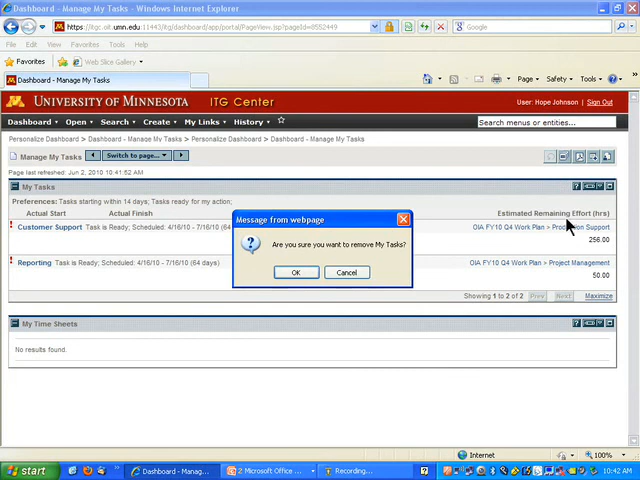 Dashboard - Manage My Tasks - Windows Internet Explorer
https://itgc.oit.umn.edu:11443/itg/dashboard/app/portal/PageView.jsp?pageId=8552449
Google
File Edit View Favorites Tools Help
Favorites Web Slice Gallery
Dashboard - Manage My Tasks
Page Safety Tools
UNIVERSITY OF MINNESOTA ITG CENTER
User: Hope Johnson Sign Out
Dashboard Open Search Create My Links History
Search menus or entities...
Personalize Dashboard > Dashboard - Manage My Tasks > Personalize Dashboard > Dashboard - Manage My Tasks
Manage My Tasks Switch to page...
Page last refreshed: Jun 2, 2010 10:41:52 AM
My Tasks
Preferences: Tasks starting within 14 days; Tasks ready for my action;
Actual Start Actual Finish Estimated Remaining Effort (hrs)
! Customer Support Task is Ready; Scheduled: 4/16/10 - 7/16/10 (64 OIA FY10 Q4 Work Plan > Production Support
256.00
! Reporting Task is Ready; Scheduled: 4/16/10 - 7/16/10 (64 days) OIA FY10 Q4 Work Plan > Project Management
50.00
Message from webpage
Are you sure you want to remove My Tasks?
OK Cancel
Showing 1 to 2 of 2 Prev Next Maximize
My Time Sheets
No results found.
Internet 100%
start Dashboard - Manag... 2 Microsoft Office ... Recording... 10:42 AM